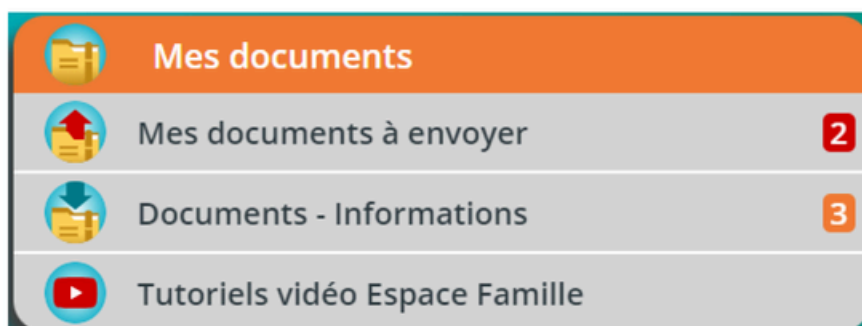 Mes documents
Mes documents à envoyer 2
Documents - Informations 3
Tutoriels vidéo Espace Famille